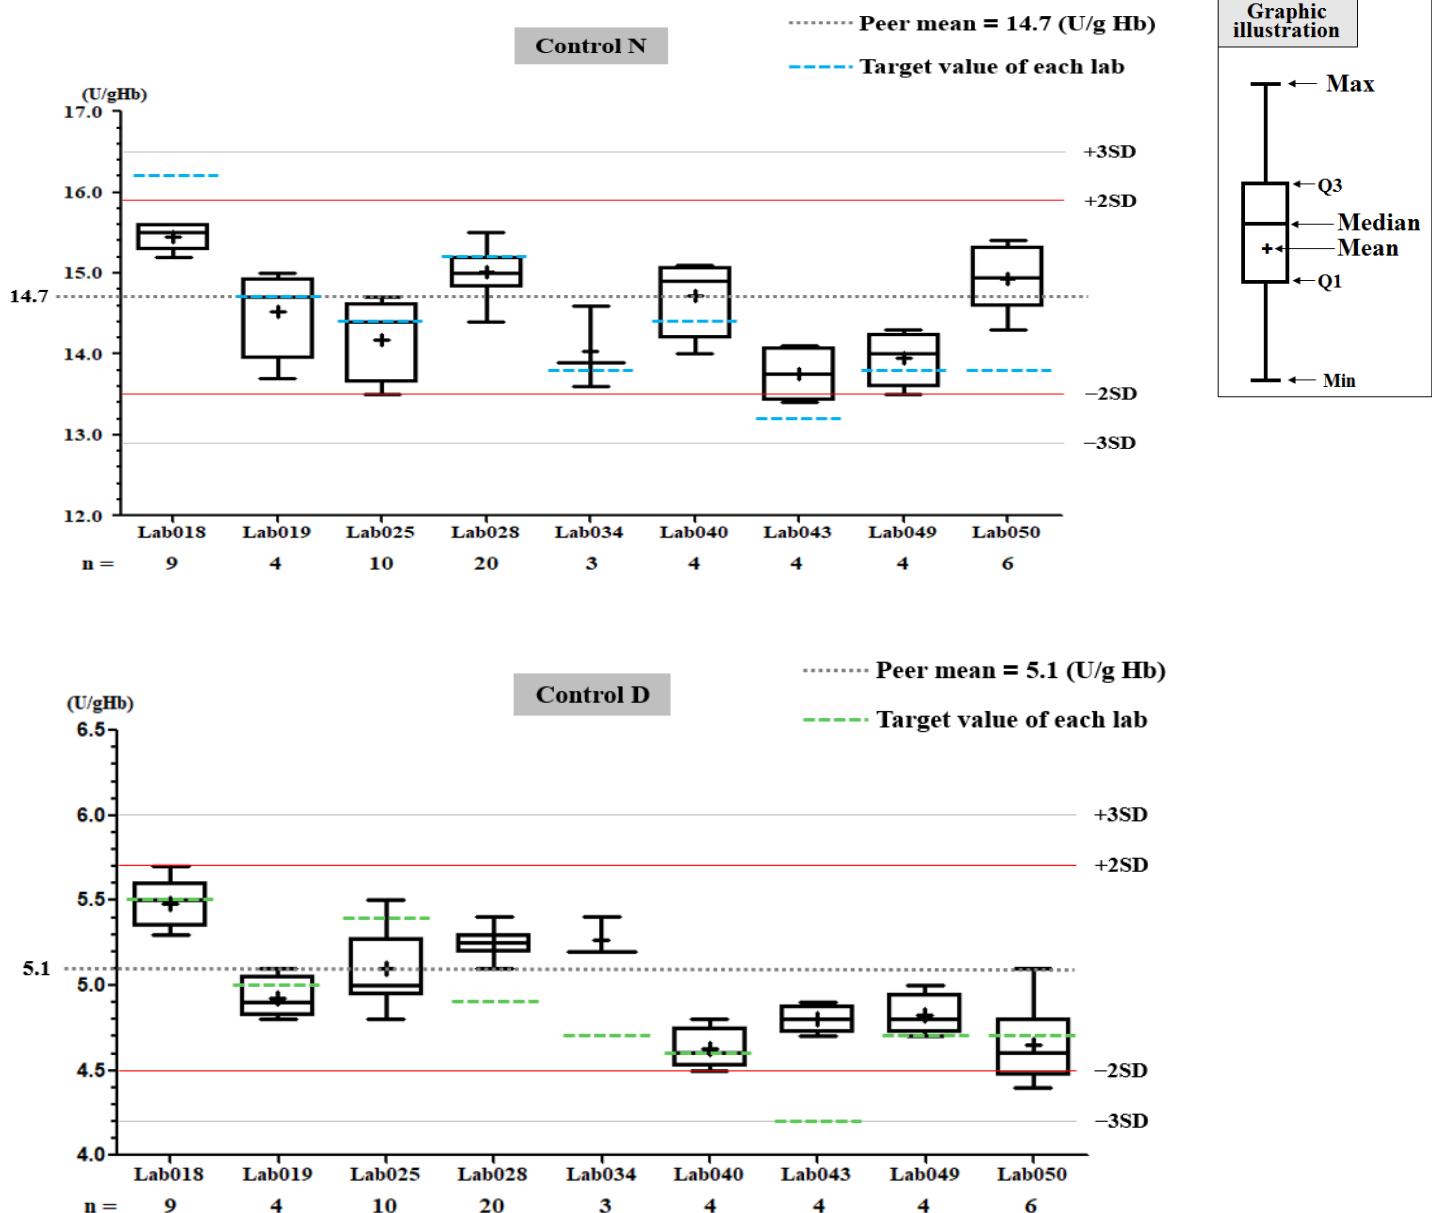 Peer mean = 14.7 (U/g Hb)
Control N
Target value of each lab
(U/gHb)
17.0
+3SD
16.0
+2SD
15.0
14.7
14.0
−2SD
13.0
−3SD
12.0
Lab018 Lab019 Lab025 Lab028 Lab034 Lab040 Lab043 Lab049 Lab050
n = 9 4 10 20 3 4 4 4 6
Graphic
illustration
Max
Q3
Median
Mean
Q1
Min
Peer mean = 5.1 (U/g Hb)
Control D
(U/gHb)
Target value of each lab
6.5
6.0
+3SD
+2SD
5.5
5.1
5.0
4.5
−2SD
−3SD
4.0
Lab018 Lab019 Lab025 Lab028 Lab034 Lab040 Lab043 Lab049 Lab050
n = 9 4 10 20 3 4 4 4 6